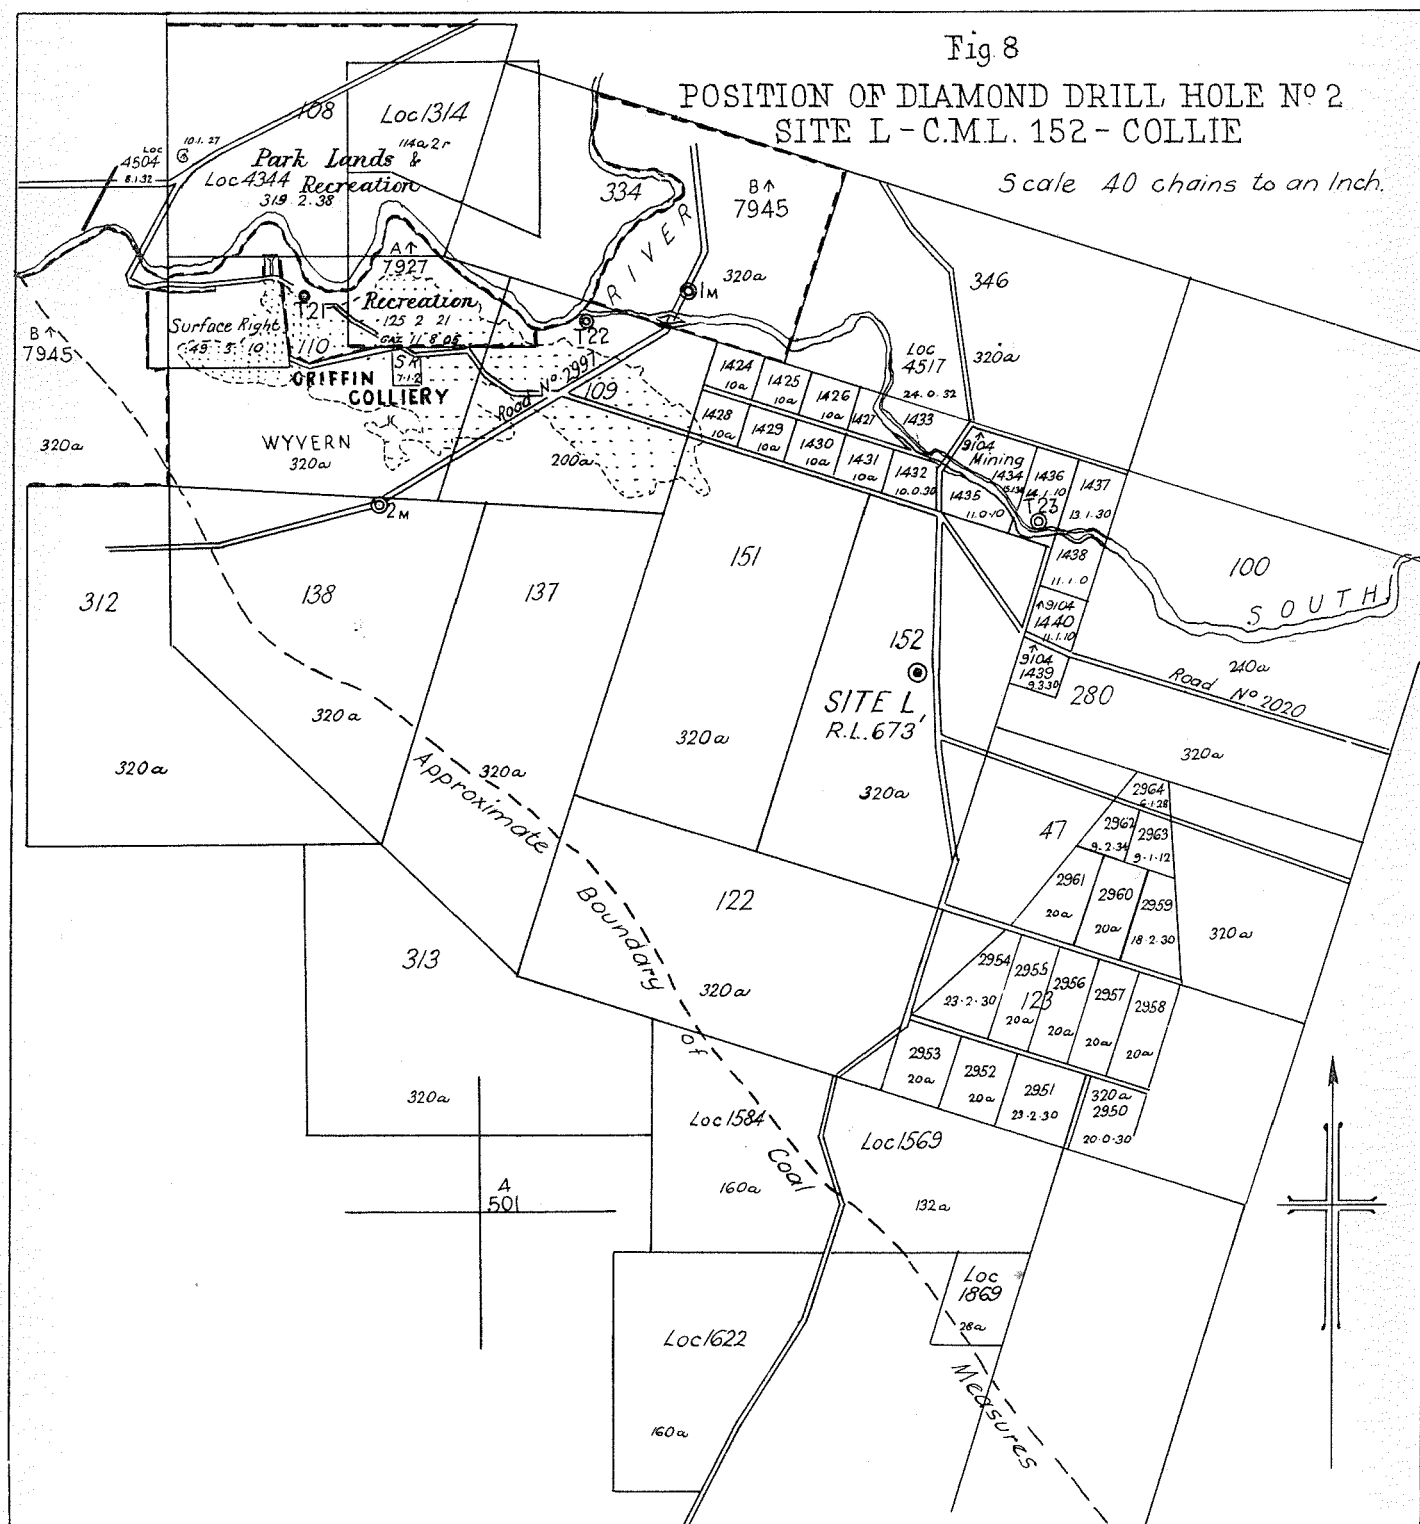 Fig. 8
POSITION OF DIAMOND DRILL HOLE Nº 2
SITE L - C.M.L. 152 - COLLIE
Scale 40 chains to an Inch.
108
Loc 1314
114a 2r
Loc
4504
8.1.32
10.1.27
Park Lands &
Loc 4344 Recreation
319 2 38
334
RIVER
B↑
7945
320a
346
320a
A↑
7927
Recreation
125 2 21
GAZ 11 8 05
T21
T22
1M
B↑
7945
320a
Surface Right
49 3 10
110
S R
7·1·2
GRIFFIN
COLLIERY
WYVERN
320a
Road Nº 2997
109
200a
2M
Loc
4517
24·0·32
1424
10a
1425
10a
1426
10a
1427
1433
1428
10a
1429
10a
1430
10a
1431
10a
1432
10.0.30
↑
9104
Mining
1434
1436
14·1·10
1437
13·1·30
1435
11·0·10
T23
1438
11·1·0
↑9104
1440
11·1·10
↑
9104
1439
9.3.30
100
SOUTH
240a
Road Nº 2020
280
320a
312
320a
138
320a
137
320a
151
320a
152
SITE L
R.L. 673'
320a
47
2964
6·1·28
2962
9·2·34
2963
9·1·12
2961
20a
2960
20a
2959
18·2·30
320a
122
320a
313
320a
2954
23·2·30
2955
20a
123
2956
20a
2957
20a
2958
20a
2953
20a
2952
20a
2951
23·2·30
320a
2950
20·0·30
Approximate
Boundary
of
Coal
Measures
Loc 1584
160a
Loc 1569
132a
A
501
Loc
1869
28a
Loc 1622
160a